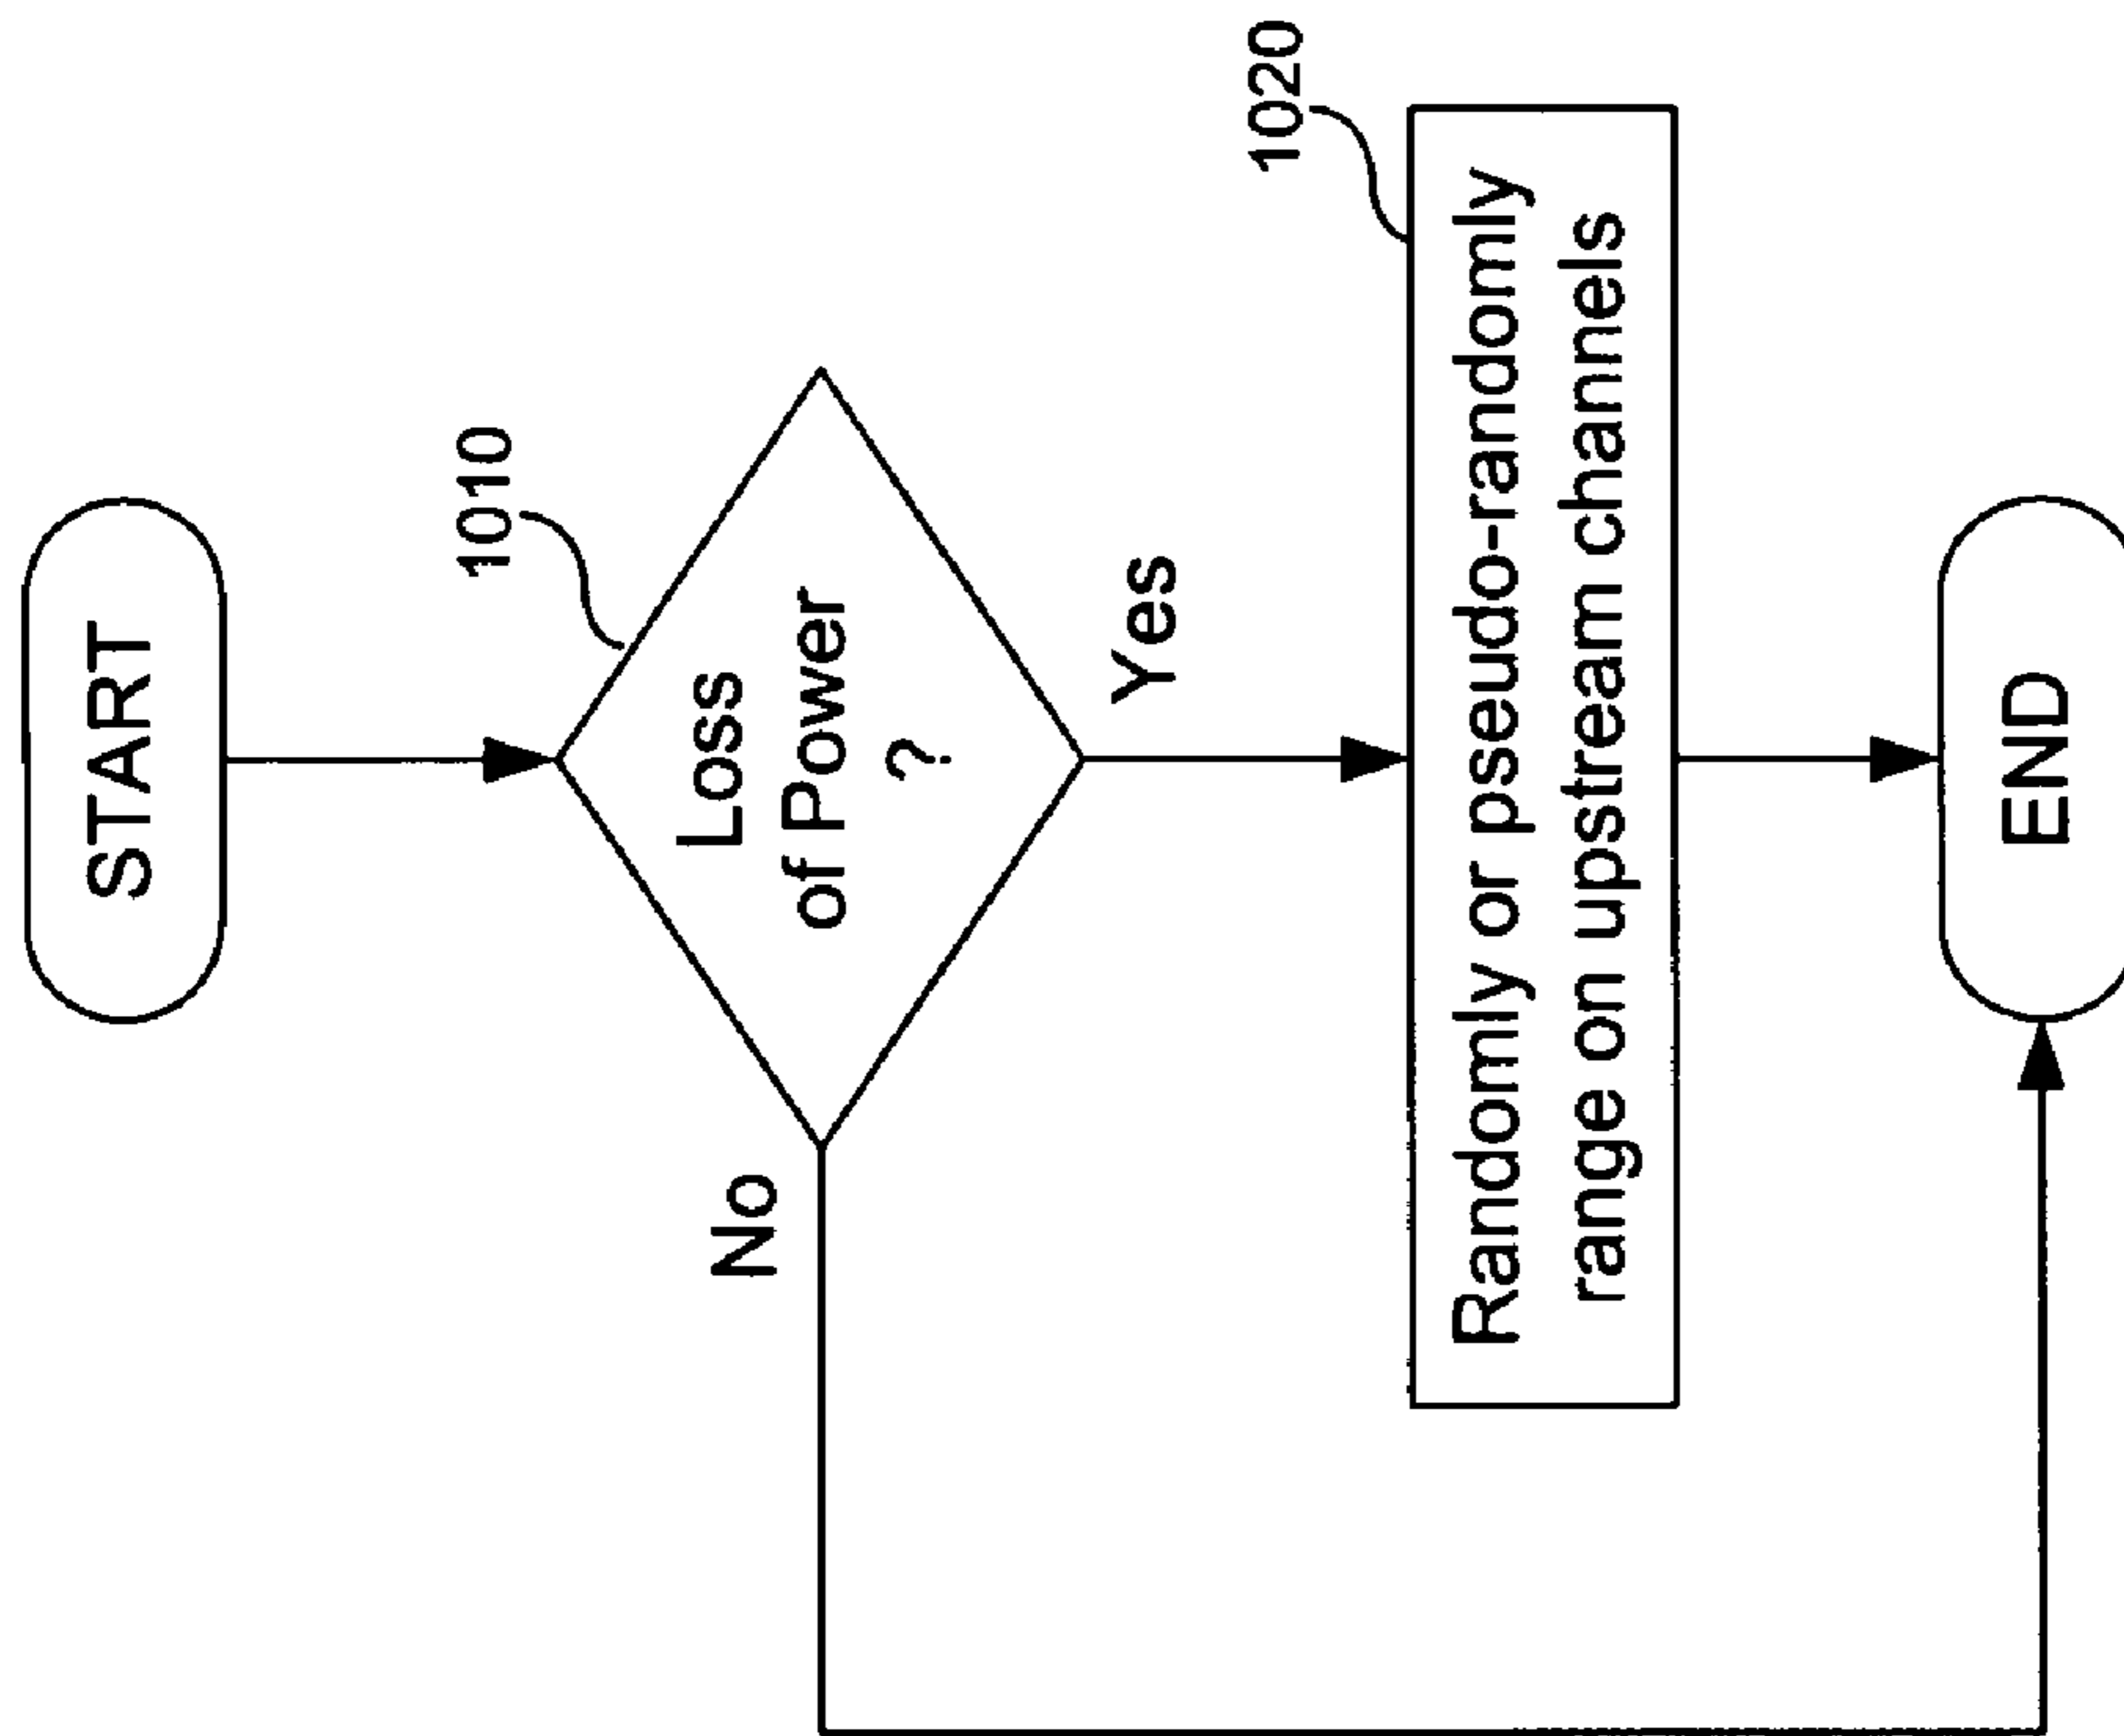 START
1010
Loss
of Power
?
No
Yes
1020
Randomly or pseudo-randomly
range on upstream channels
END